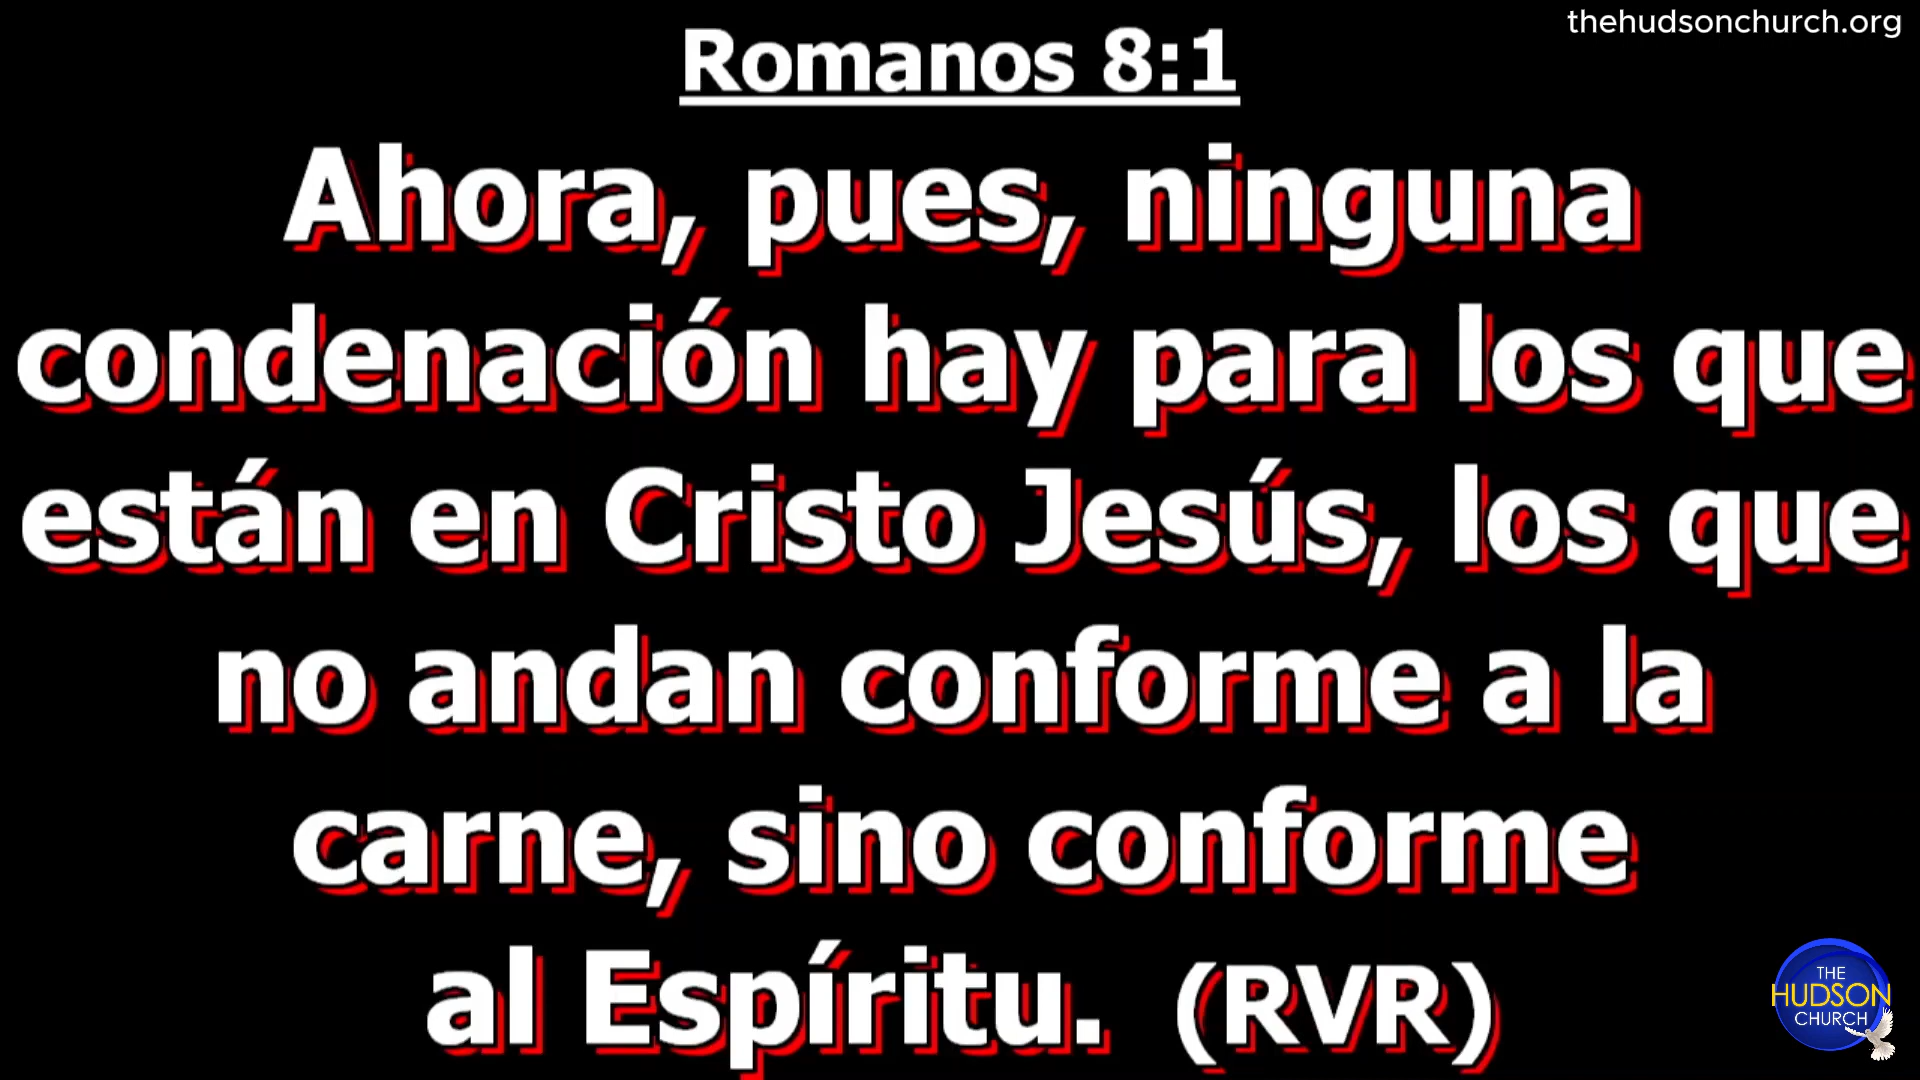 thehudsonchurch.org
Romanos 8:1
Ahora, pues, ninguna
condenación hay para los que
están en Cristo Jesús, los que
no andan conforme a la
carne, sino conforme
al Espíritu. (RVR)
THE
HUDSON
CHURCH